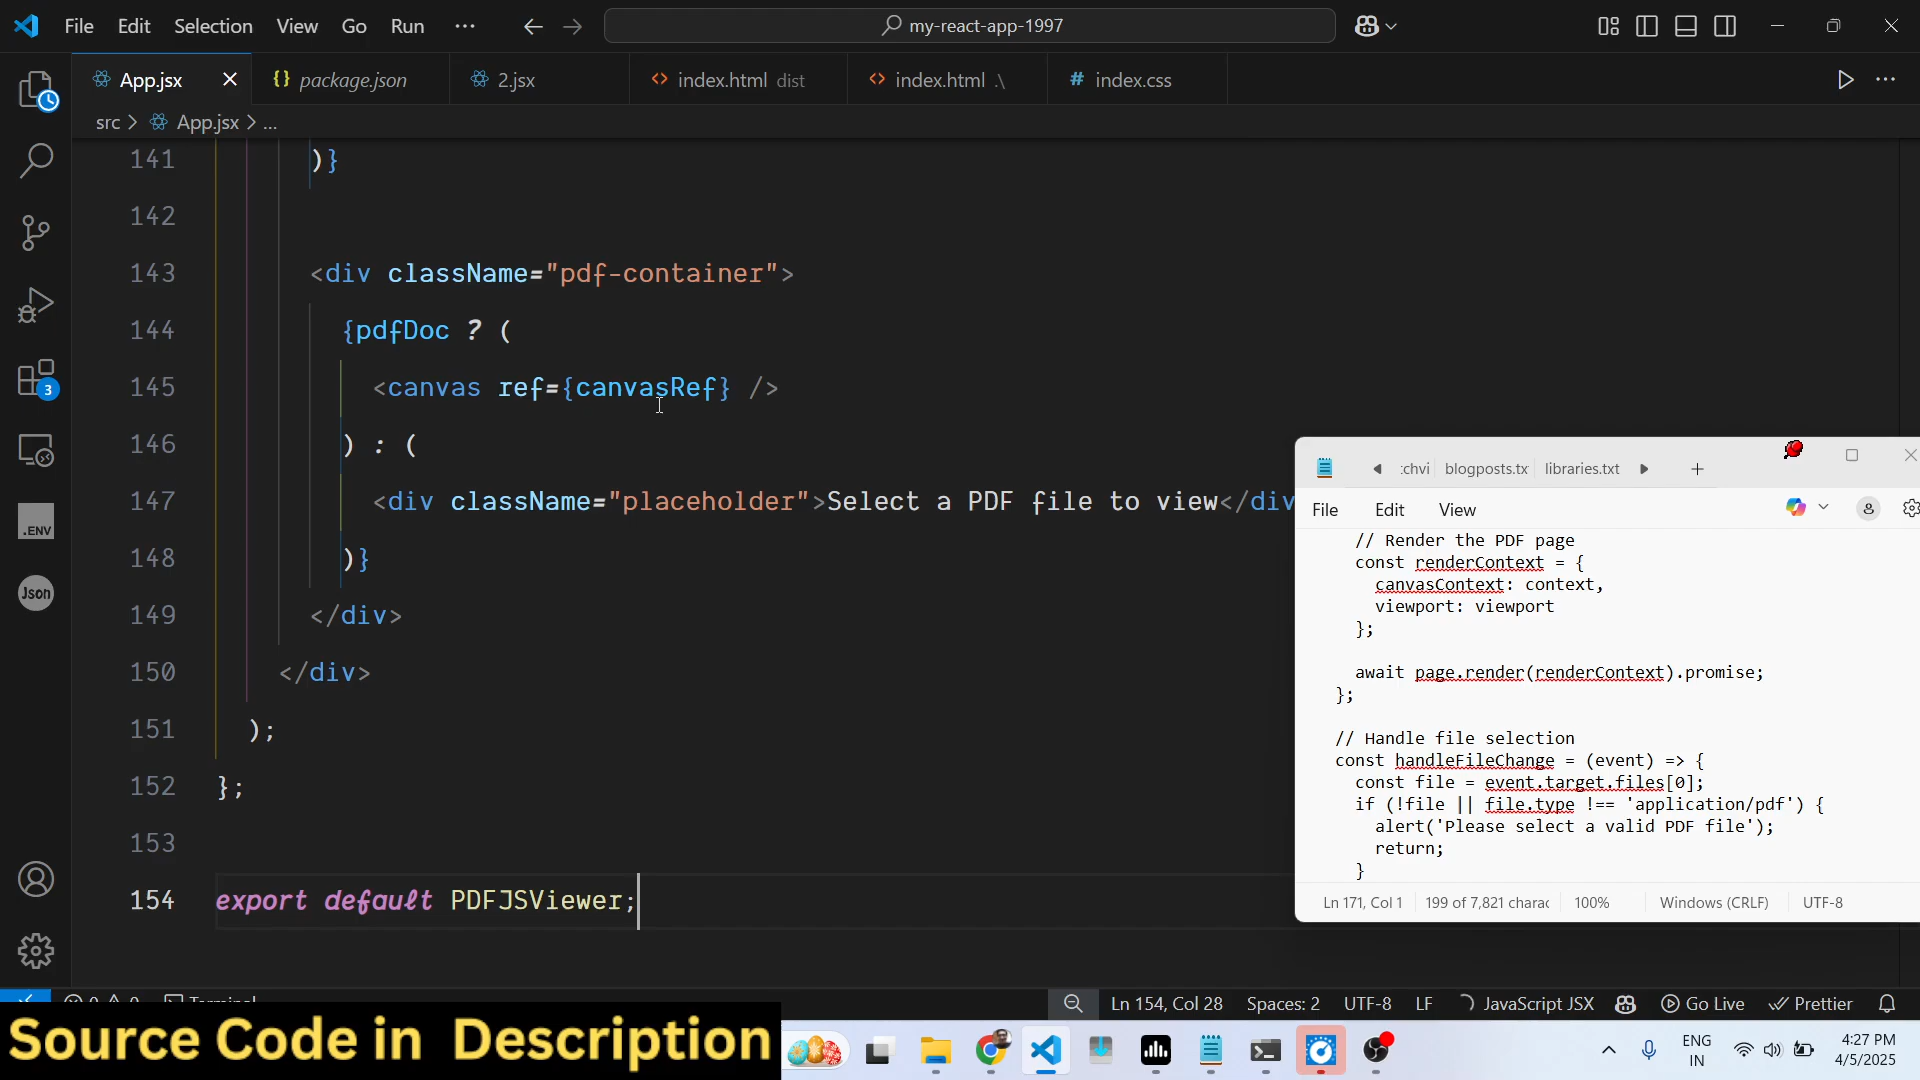 File Edit Selection View Go Run ···
my-react-app-1997
App.jsx
{} package.json
2.jsx
<> index.html dist
<> index.html .\
# index.css
src > App.jsx > ...
141 )}
142
143 <div className="pdf-container">
144 {pdfDoc ? (
145 <canvas ref={canvasRef} />
146 ) : (
147 <div className="placeholder">Select a PDF file to view</div
148 )}
149 </div>
150 </div>
151 );
152 };
153
154 export default PDFJSViewer;
3
.ENV
Json
blogposts.tx libraries.txt
File Edit View
// Render the PDF page
const renderContext = {
canvasContext: context,
viewport: viewport
};
await page.render(renderContext).promise;
};
// Handle file selection
const handleFileChange = (event) => {
const file = event.target.files[0];
if (!file || file.type !== 'application/pdf') {
alert('Please select a valid PDF file');
return;
}
Ln 171, Col 1 199 of 7,821 charac 100% Windows (CRLF) UTF-8
Ln 154, Col 28 Spaces: 2 UTF-8 LF JavaScript JSX Go Live Prettier
Source Code in Description
ENG
IN
4:27 PM
4/5/2025